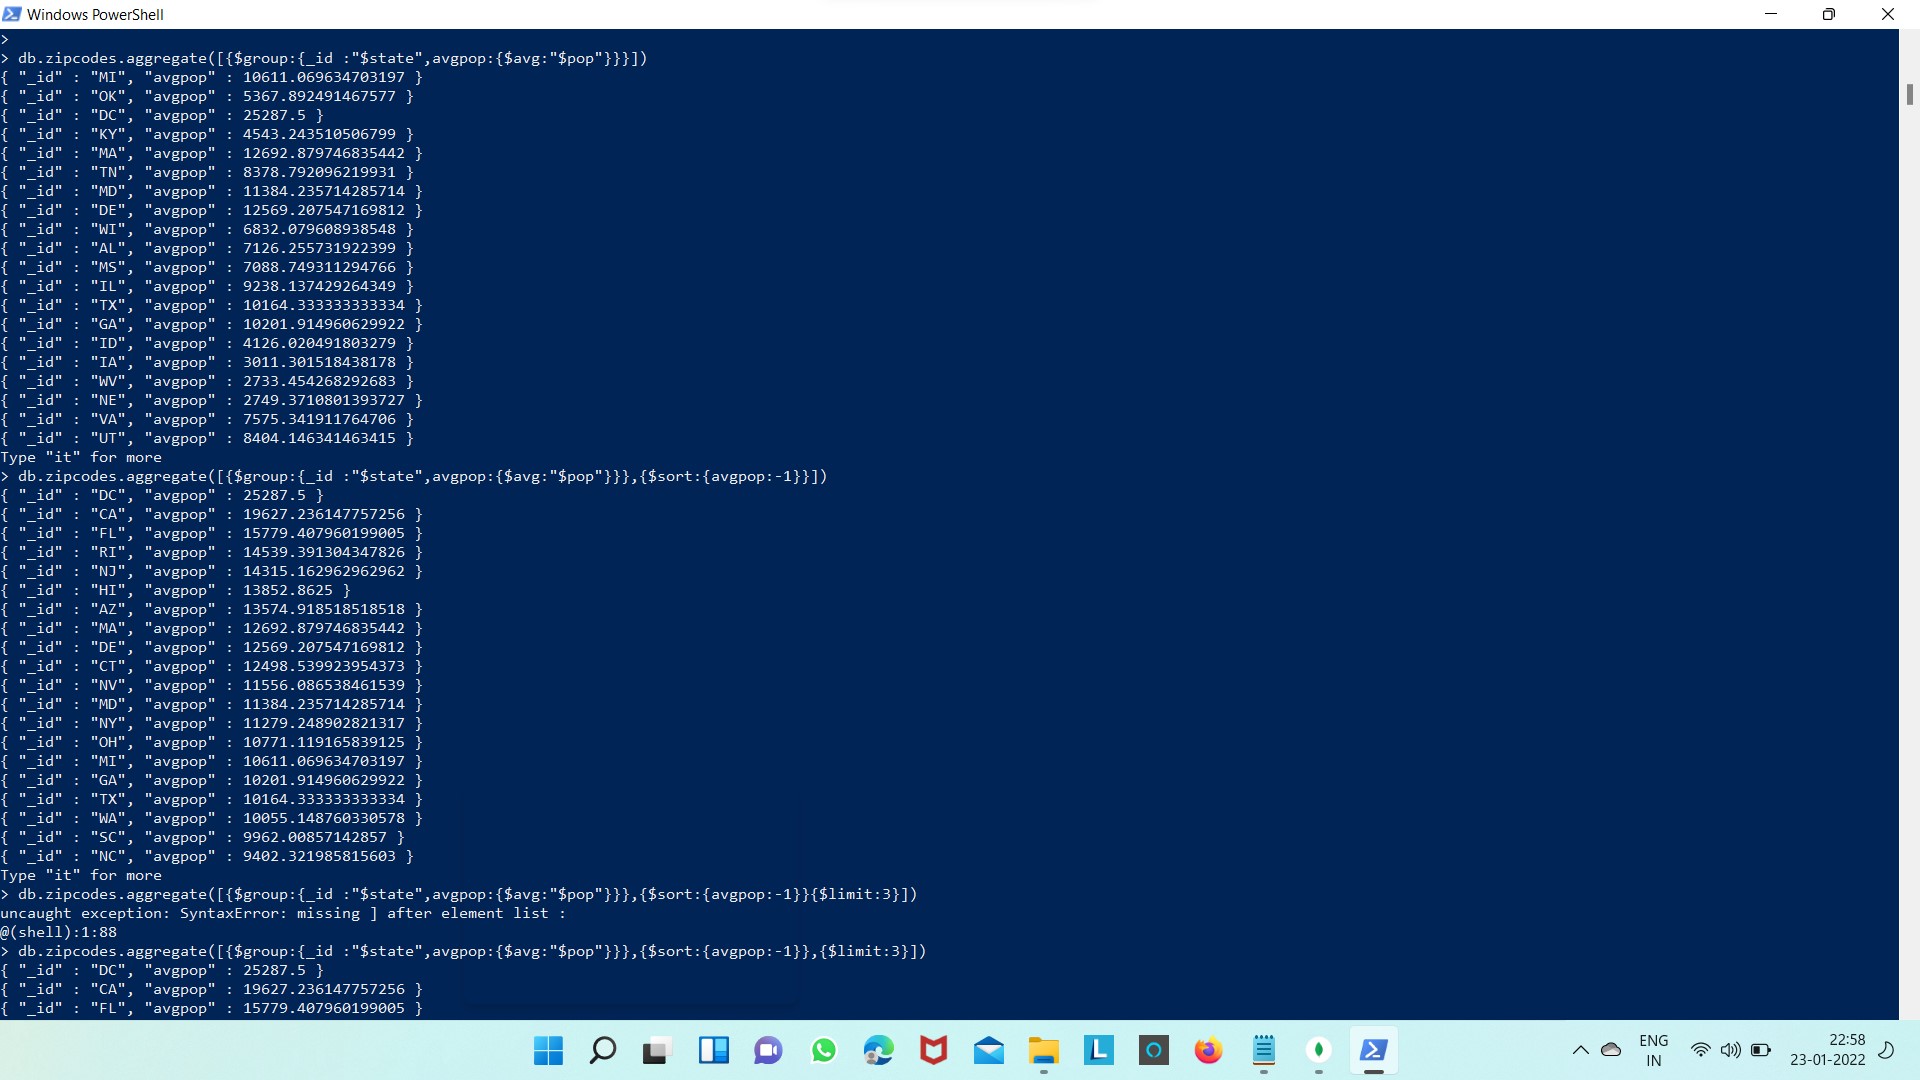 Windows PowerShell
>
> db.zipcodes.aggregate([{$group:{_id :"$state",avgpop:{$avg:"$pop"}}}])
{ "_id" : "MI", "avgpop" : 10611.069634703197 }
{ "_id" : "OK", "avgpop" : 5367.892491467577 }
{ "_id" : "DC", "avgpop" : 25287.5 }
{ "_id" : "KY", "avgpop" : 4543.243510506799 }
{ "_id" : "MA", "avgpop" : 12692.879746835442 }
{ "_id" : "TN", "avgpop" : 8378.792096219931 }
{ "_id" : "MD", "avgpop" : 11384.235714285714 }
{ "_id" : "DE", "avgpop" : 12569.207547169812 }
{ "_id" : "WI", "avgpop" : 6832.079608938548 }
{ "_id" : "AL", "avgpop" : 7126.255731922399 }
{ "_id" : "MS", "avgpop" : 7088.749311294766 }
{ "_id" : "IL", "avgpop" : 9238.137429264349 }
{ "_id" : "TX", "avgpop" : 10164.333333333334 }
{ "_id" : "GA", "avgpop" : 10201.914960629922 }
{ "_id" : "ID", "avgpop" : 4126.020491803279 }
{ "_id" : "IA", "avgpop" : 3011.301518438178 }
{ "_id" : "WV", "avgpop" : 2733.454268292683 }
{ "_id" : "NE", "avgpop" : 2749.3710801393727 }
{ "_id" : "VA", "avgpop" : 7575.341911764706 }
{ "_id" : "UT", "avgpop" : 8404.146341463415 }
Type "it" for more
> db.zipcodes.aggregate([{$group:{_id :"$state",avgpop:{$avg:"$pop"}}},{$sort:{avgpop:-1}}])
{ "_id" : "DC", "avgpop" : 25287.5 }
{ "_id" : "CA", "avgpop" : 19627.236147757256 }
{ "_id" : "FL", "avgpop" : 15779.407960199005 }
{ "_id" : "RI", "avgpop" : 14539.391304347826 }
{ "_id" : "NJ", "avgpop" : 14315.162962962962 }
{ "_id" : "HI", "avgpop" : 13852.8625 }
{ "_id" : "AZ", "avgpop" : 13574.918518518518 }
{ "_id" : "MA", "avgpop" : 12692.879746835442 }
{ "_id" : "DE", "avgpop" : 12569.207547169812 }
{ "_id" : "CT", "avgpop" : 12498.539923954373 }
{ "_id" : "NV", "avgpop" : 11556.086538461539 }
{ "_id" : "MD", "avgpop" : 11384.235714285714 }
{ "_id" : "NY", "avgpop" : 11279.248902821317 }
{ "_id" : "OH", "avgpop" : 10771.119165839125 }
{ "_id" : "MI", "avgpop" : 10611.069634703197 }
{ "_id" : "GA", "avgpop" : 10201.914960629922 }
{ "_id" : "TX", "avgpop" : 10164.333333333334 }
{ "_id" : "WA", "avgpop" : 10055.148760330578 }
{ "_id" : "SC", "avgpop" : 9962.00857142857 }
{ "_id" : "NC", "avgpop" : 9402.321985815603 }
Type "it" for more
> db.zipcodes.aggregate([{$group:{_id :"$state",avgpop:{$avg:"$pop"}}},{$sort:{avgpop:-1}}{$limit:3}])
uncaught exception: SyntaxError: missing ] after element list :
@(shell):1:88
> db.zipcodes.aggregate([{$group:{_id :"$state",avgpop:{$avg:"$pop"}}},{$sort:{avgpop:-1}},{$limit:3}])
{ "_id" : "DC", "avgpop" : 25287.5 }
{ "_id" : "CA", "avgpop" : 19627.236147757256 }
{ "_id" : "FL", "avgpop" : 15779.407960199005 }
ENG
IN
22:58
23-01-2022